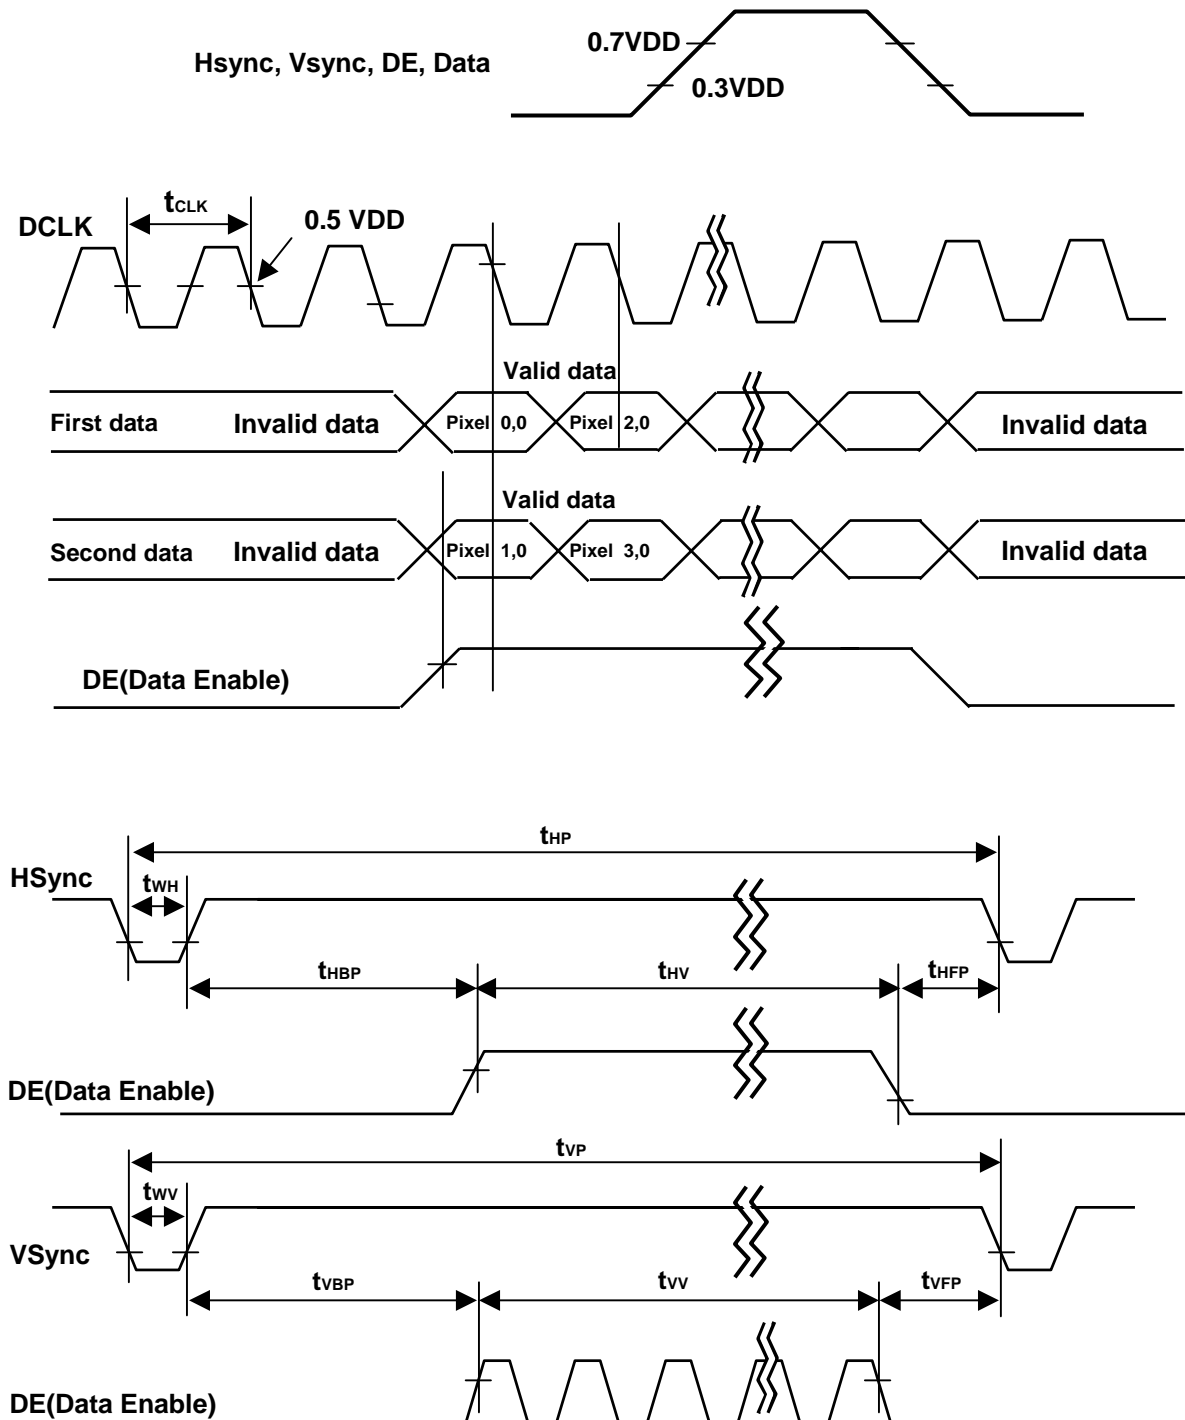 0.7VDD
Hsync, Vsync, DE, Data
0.3VDD
tCLK
DCLK
0.5 VDD
Valid data
First data Invalid data Pixel 0,0 Pixel 2,0 Invalid data
Valid data
Second data Invalid data Pixel 1,0 Pixel 3,0 Invalid data
DE(Data Enable)
tHP
HSync
tWH
tHBP tHV tHFP
DE(Data Enable)
tVP
tWV
VSync
tVBP tVV tVFP
DE(Data Enable)